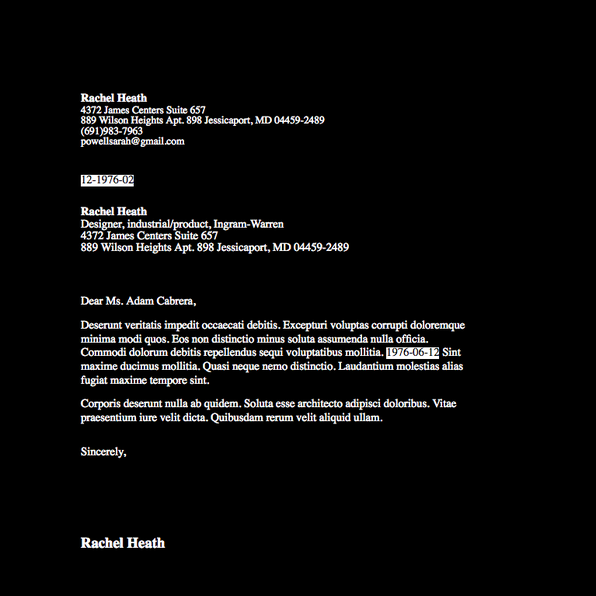 Rachel Heath
4372 James Centers Suite 657
889 Wilson Heights Apt. 898 Jessicaport, MD 04459-2489
(691)983-7963
powellsarah@gmail.com
12-1976-02
Rachel Heath
Designer, industrial/product, Ingram-Warren
4372 James Centers Suite 657
889 Wilson Heights Apt. 898 Jessicaport, MD 04459-2489
Dear Ms. Adam Cabrera,
Deserunt veritatis impedit occaecati debitis. Excepturi voluptas corrupti doloremque
minima modi quos. Eos non distinctio minus soluta assumenda nulla officia.
Commodi dolorum debitis repellendus sequi voluptatibus mollitia. 1976-06-12 Sint
maxime ducimus mollitia. Quasi neque nemo distinctio. Laudantium molestias alias
fugiat maxime tempore sint.
Corporis deserunt nulla ab quidem. Soluta esse architecto adipisci doloribus. Vitae
praesentium iure velit dicta. Quibusdam rerum velit aliquid ullam.
Sincerely,
Rachel Heath